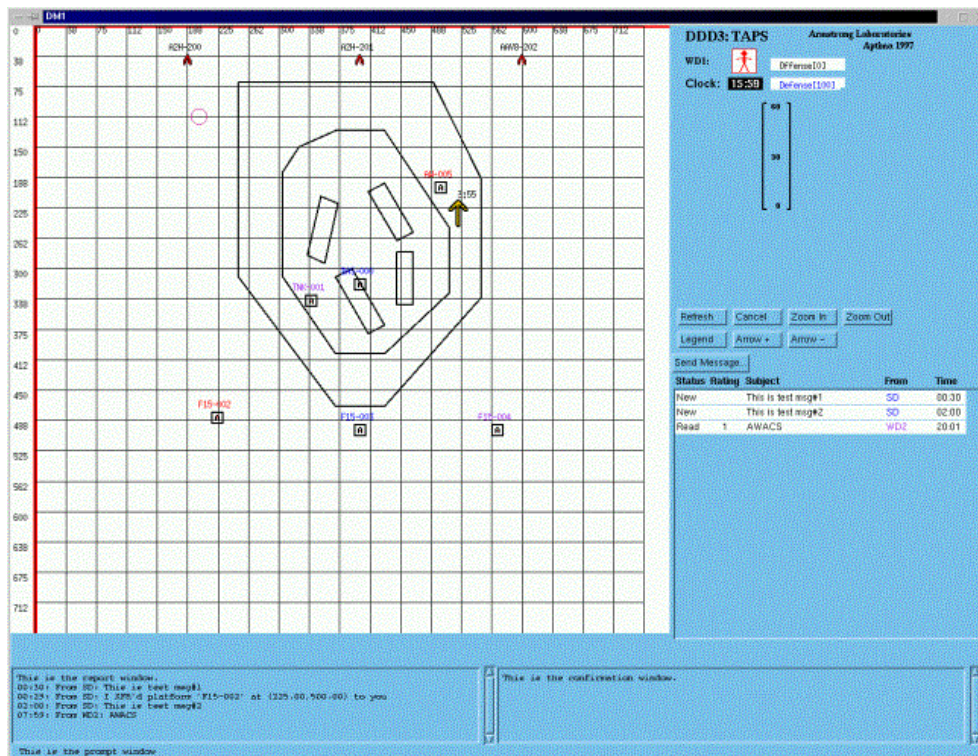 DM1
0 38 75 112 150 188 225 262 300 338 375 412 450 488 525 562 600 638 675 712
0
38
75
112
150
188
225
262
300
338
375
412
450
488
525
562
600
638
675
712
A2H-200
A2H-201
AAV8-202
:55
TNK-001
F15-002
F15-003
F15-004
DDD3: TAPS
Armstrong Laboratories
Aptima 1997
WD1:
Offense[0]
Clock:
15:58
Defense[100]
60
30
0
Refresh Cancel Zoom In Zoom Out
Legend Arrow + Arrow -
Send Message...
Status Rating Subject From Time
New This is test msg#1 SD 00:30
New This is test msg#2 SD 02:00
Read 1 AWACS WD2 20:01
This is the report window.
00:30: From SD: This is test msg#1
00:29: From SD: I XFR'd platform 'F15-002' at (225.00,500.00) to you
02:00: From SD: This is test msg#2
07:59: From WD2: AWACS
This is the confirmation window.
This is the prompt window